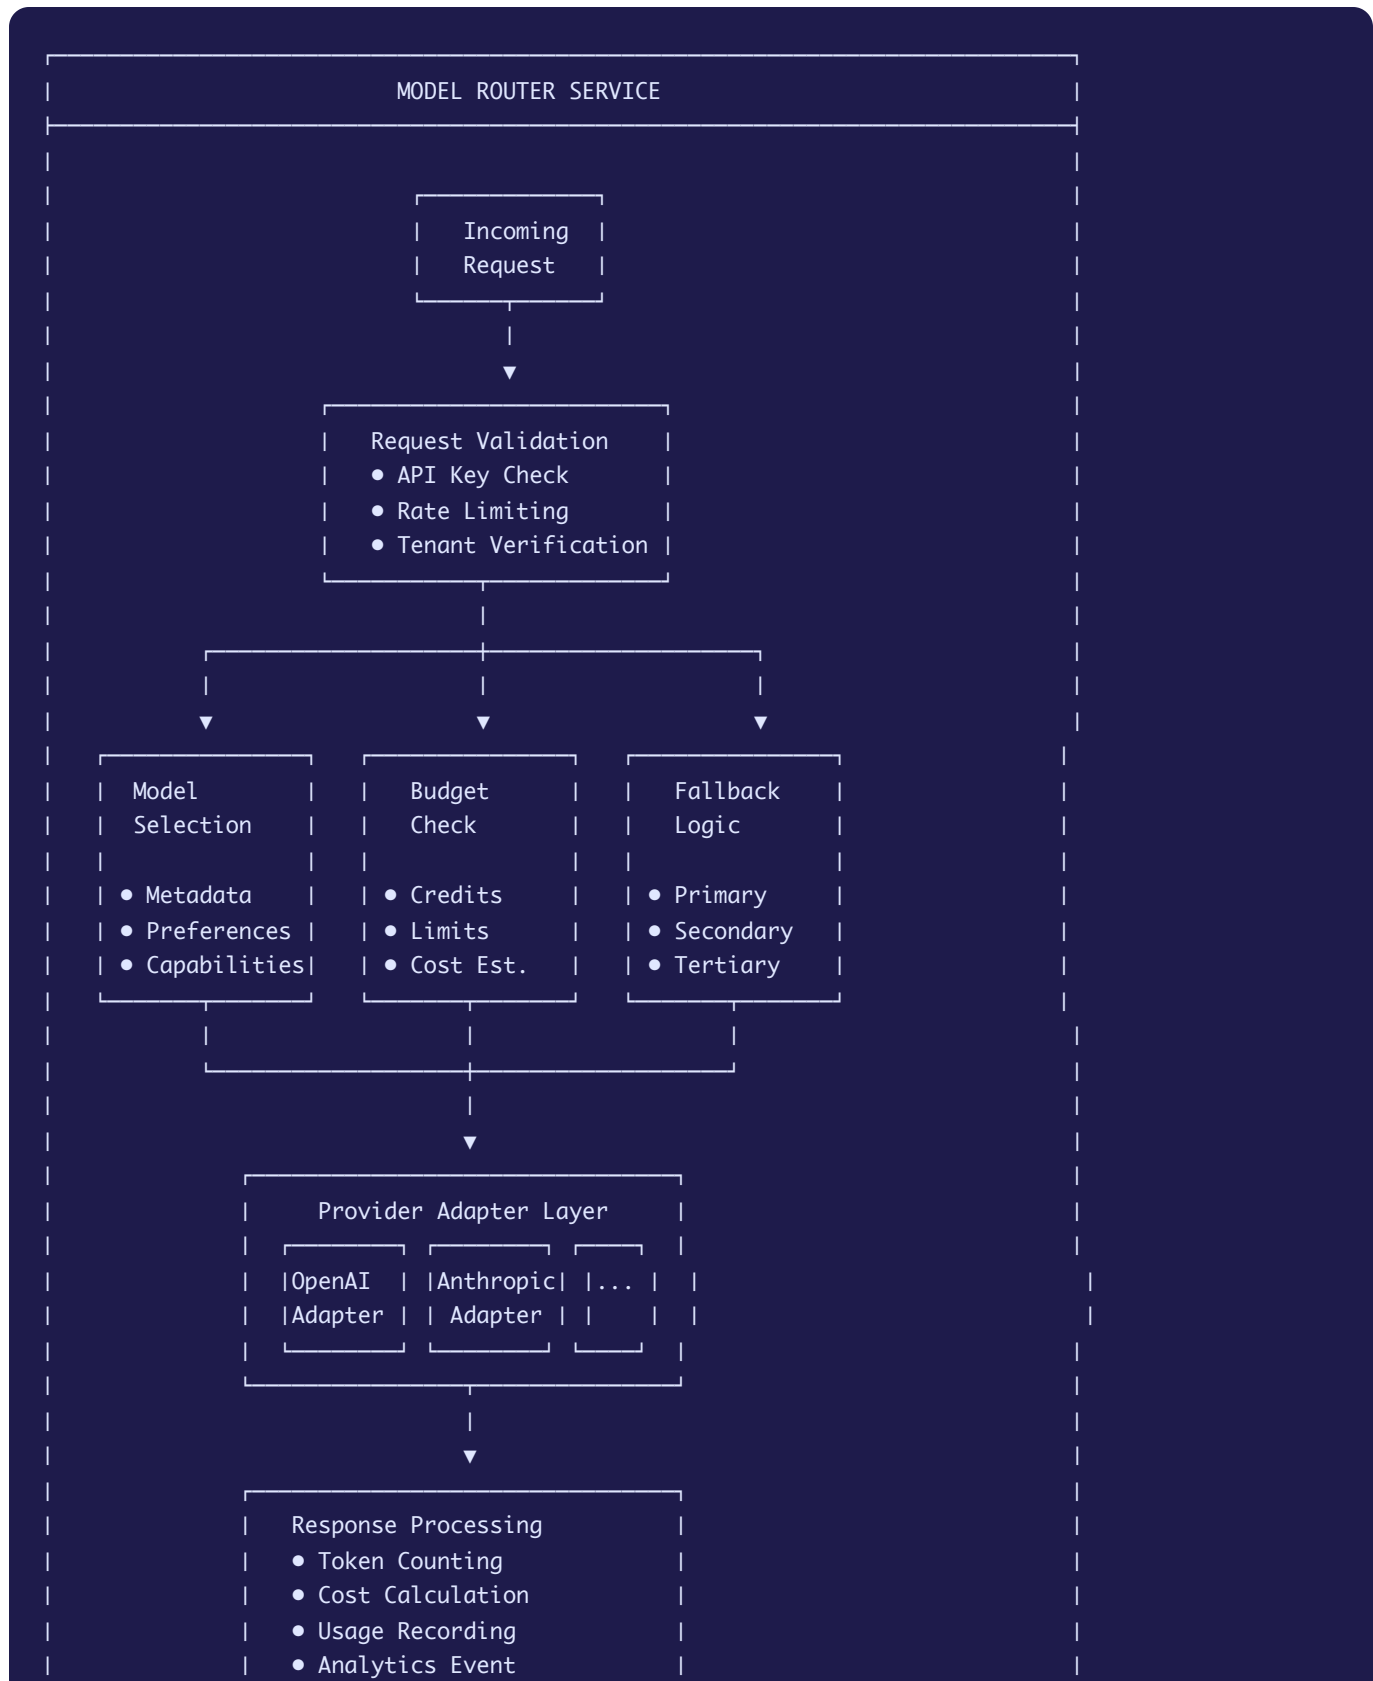 MODEL ROUTER SERVICE
Incoming
Request
Request Validation
● API Key Check
● Rate Limiting
● Tenant Verification
Model
Selection
● Metadata
● Preferences
● Capabilities
Budget
Check
● Credits
● Limits
● Cost Est.
Fallback
Logic
● Primary
● Secondary
● Tertiary
Provider Adapter Layer
OpenAI
Adapter
Anthropic
Adapter
...
Response Processing
● Token Counting
● Cost Calculation
● Usage Recording
● Analytics Event